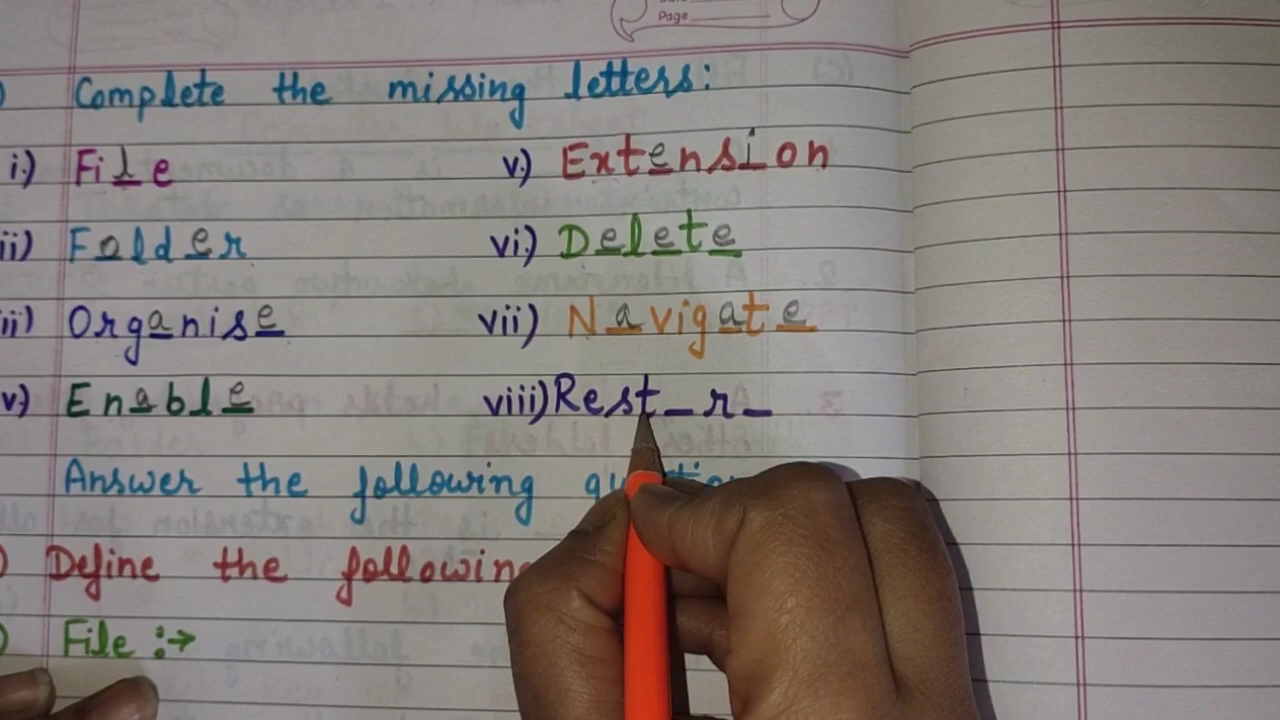 Page
Complete the missing letters:
i.) File
v.) Extension
ii) Folder
vi.) Delete
iii) Organise
vii) Navigate
v.) Enable
viii) Rest_r_
Answer the following
Define the following
File :→